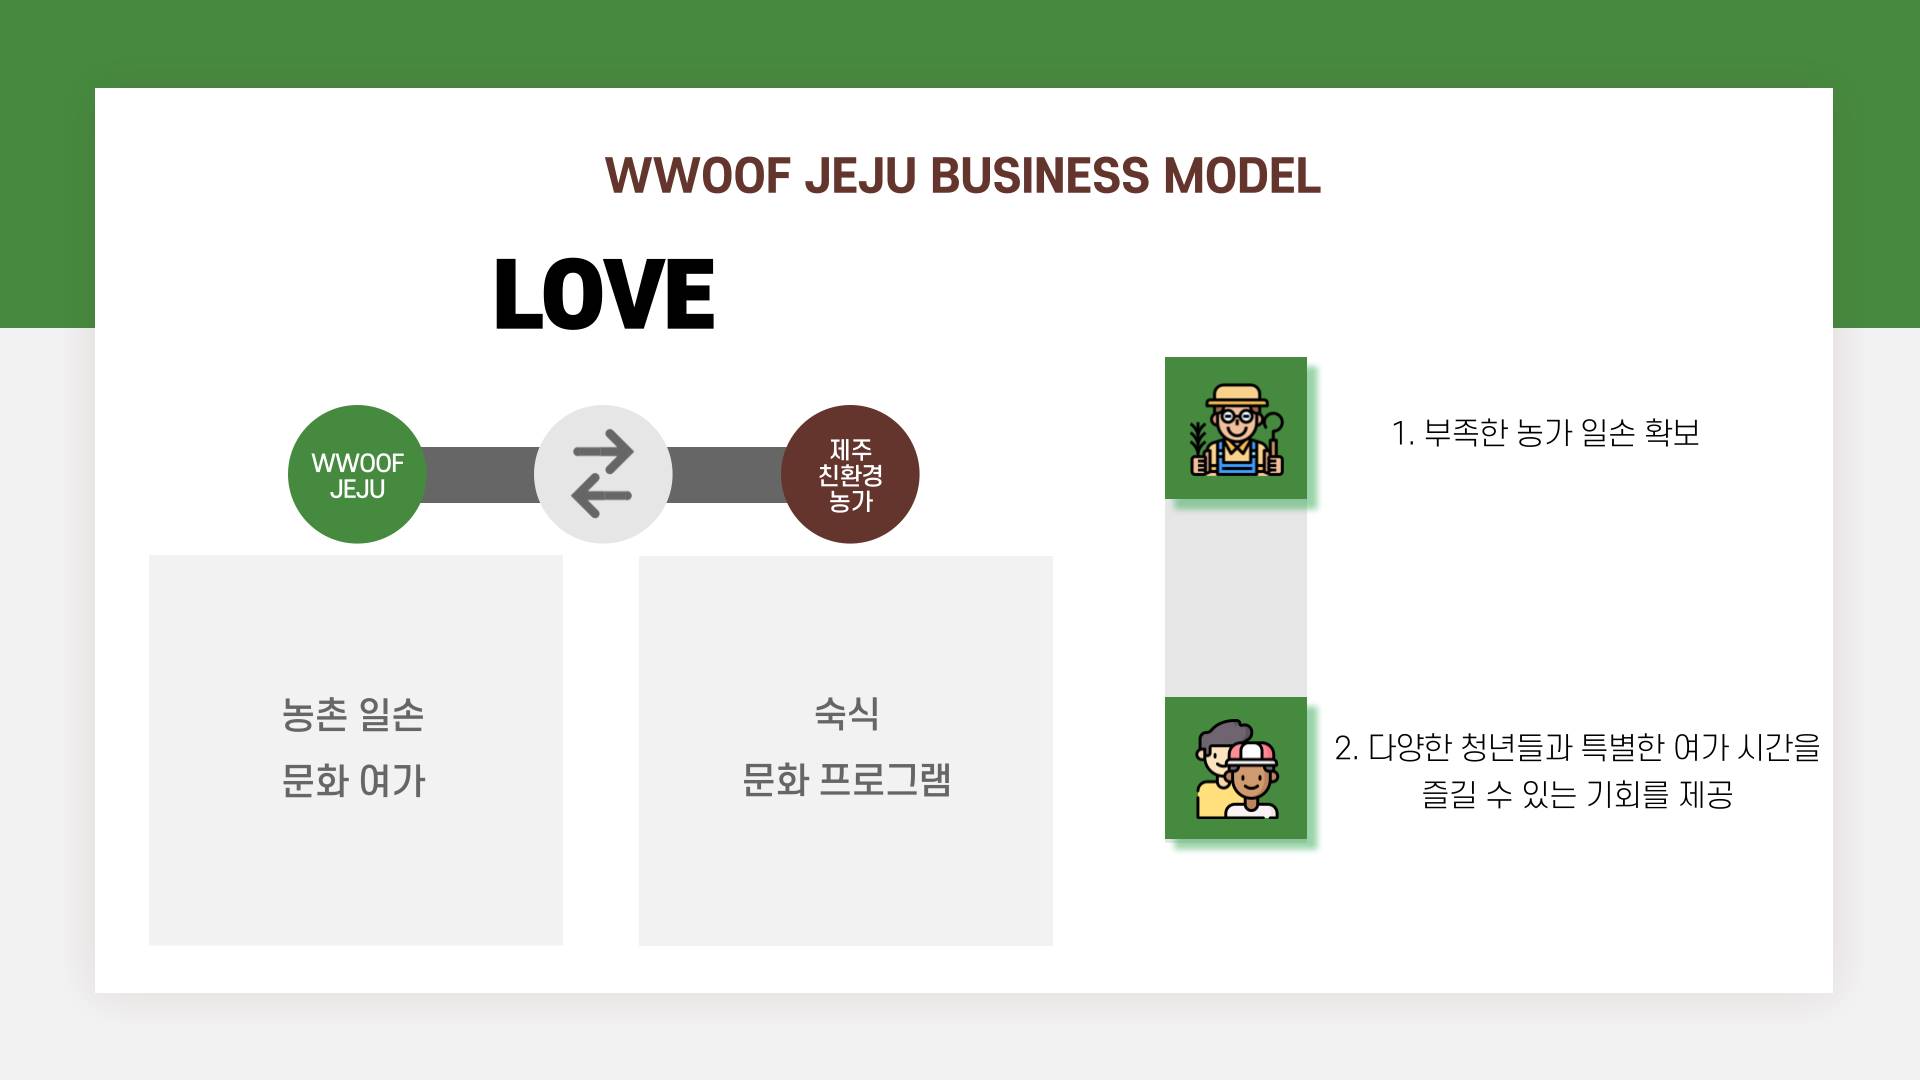 WWOOF JEJU BUSINESS MODEL
LOVE
WWOOF
JEJU
제주
친환경
농가
농촌 일손
문화 여가
숙식
문화 프로그램
1. 부족한 농가 일손 확보
2. 다양한 청년들과 특별한 여가 시간을
즐길 수 있는 기회를 제공